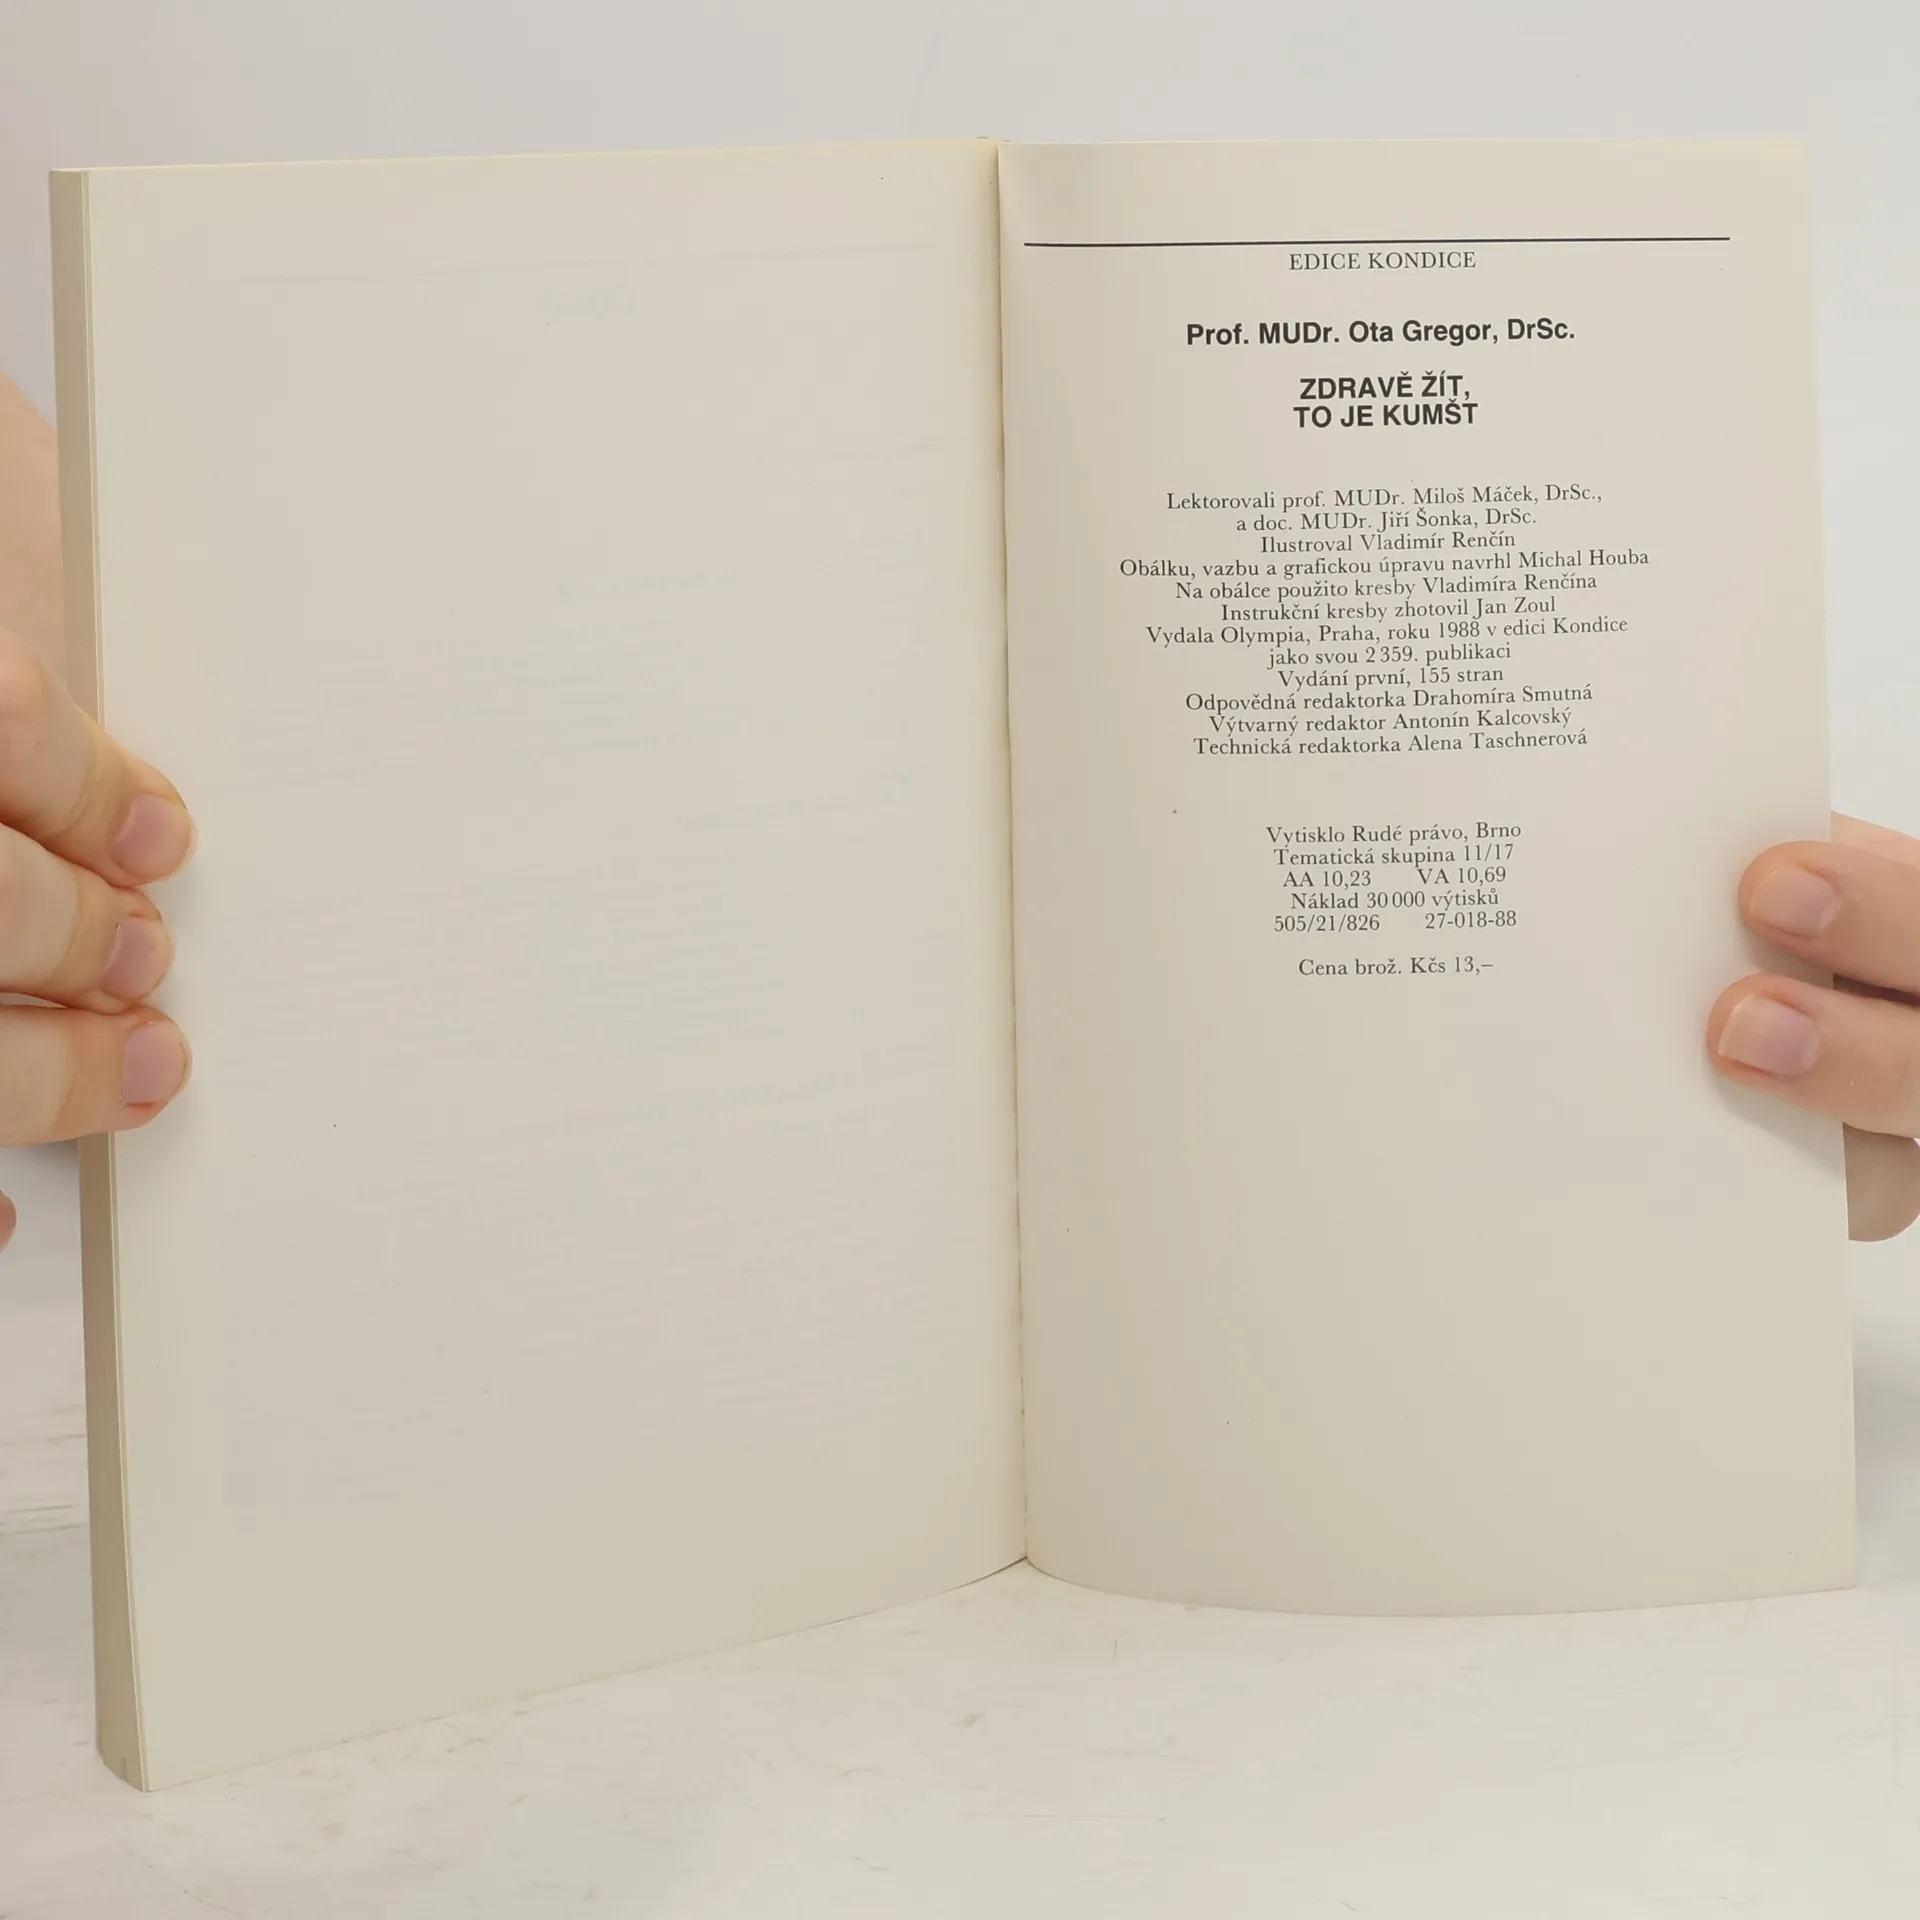 EDICE KONDICE
Prof. MUDr. Ota Gregor, DrSc.
ZDRAVĚ ŽÍT,
TO JE KUMŠT
Lektorovali prof. MUDr. Miloš Máček, DrSc.,
a doc. MUDr. Jiří Šonka, DrSc.
Ilustroval Vladimír Renčín
Obálku, vazbu a grafickou úpravu navrhl Michal Houba
Na obálce použito kresby Vladimíra Renčína
Instrukční kresby zhotovil Jan Zoul
Vydala Olympia, Praha, roku 1988 v edici Kondice
jako svou 2 359. publikaci
Vydání první, 155 stran
Odpovědná redaktorka Drahomíra Smutná
Výtvarný redaktor Antonín Kalcovský
Technická redaktorka Alena Taschnerová
Vytisklo Rudé právo, Brno
Tematická skupina 11/17
AA 10,23 VA 10,69
Náklad 30 000 výtisků
505/21/826 27-018-88
Cena brož. Kčs 13,–